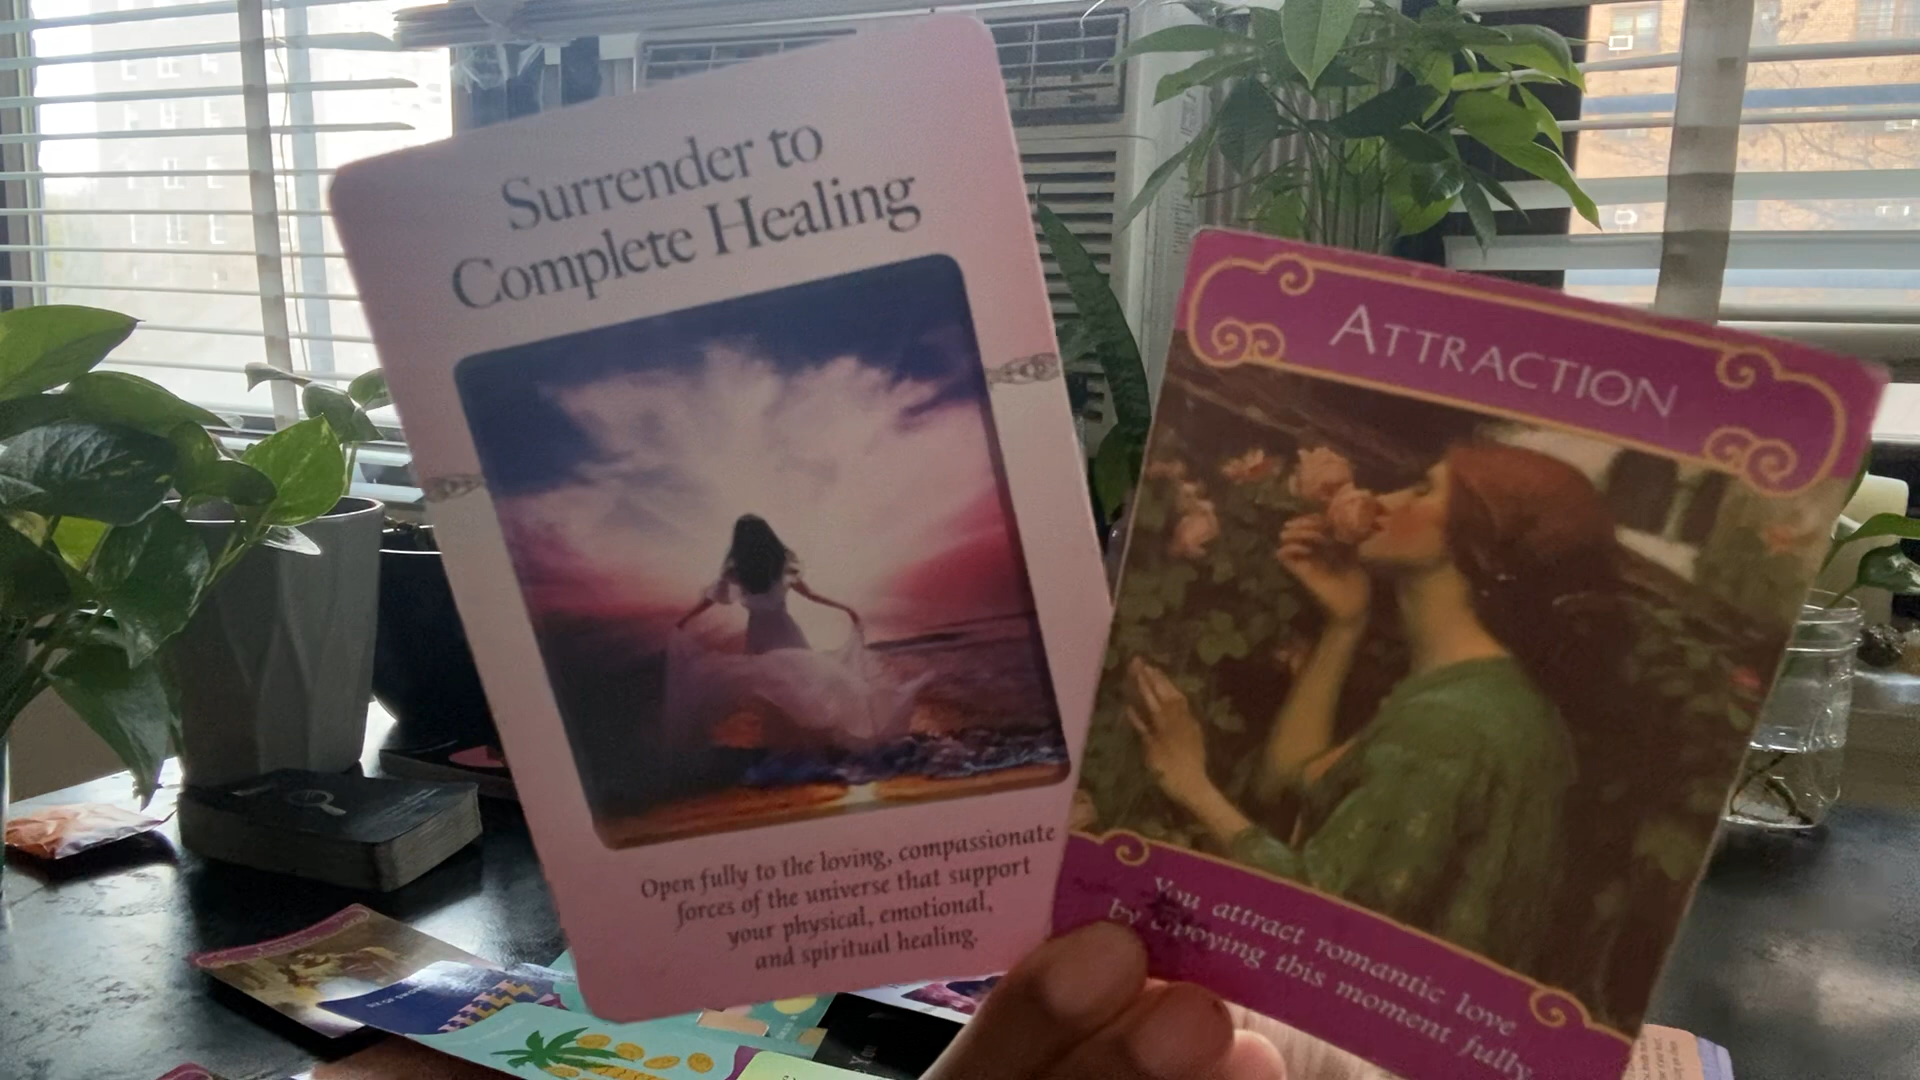 Surrender to
Complete Healing
Open fully to the loving, compassionate
forces of the universe that support
your physical, emotional,
and spiritual healing.
ATTRACTION
You attract romantic love
by enjoying this moment fully
You